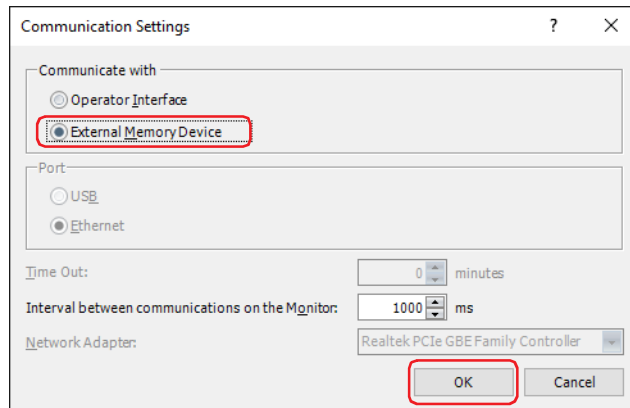 Communication Settings ? ×
Communicate with
Operator Interface
External Memory Device
Port
USB
Ethernet
Time Out: 0 minutes
Interval between communications on the Monitor: 1000 ms
Network Adapter: Realtek PCIe GBE Family Controller
OK Cancel